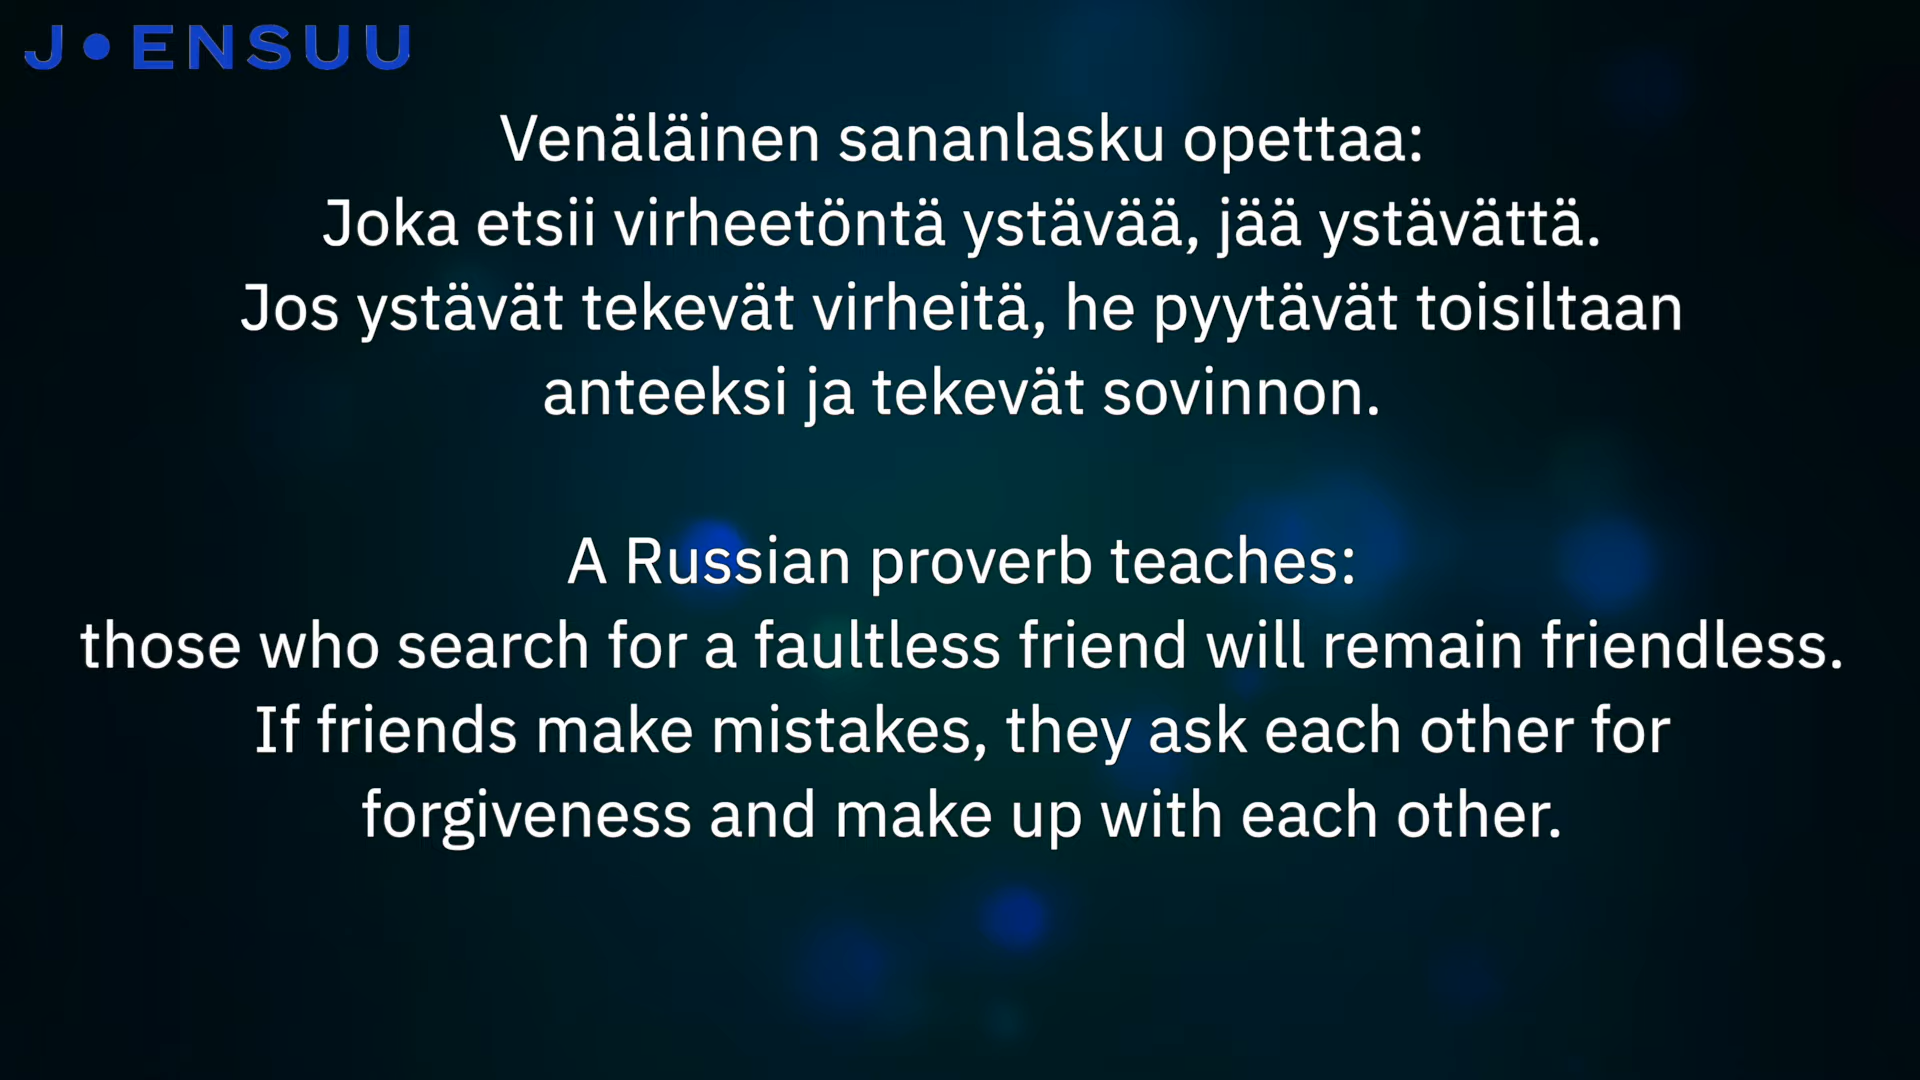 J•ENSUU
Venäläinen sananlasku opettaa:
Joka etsii virheetöntä ystävää, jää ystävättä.
Jos ystävät tekevät virheitä, he pyytävät toisiltaan
anteeksi ja tekevät sovinnon.
A Russian proverb teaches:
those who search for a faultless friend will remain friendless.
If friends make mistakes, they ask each other for
forgiveness and make up with each other.